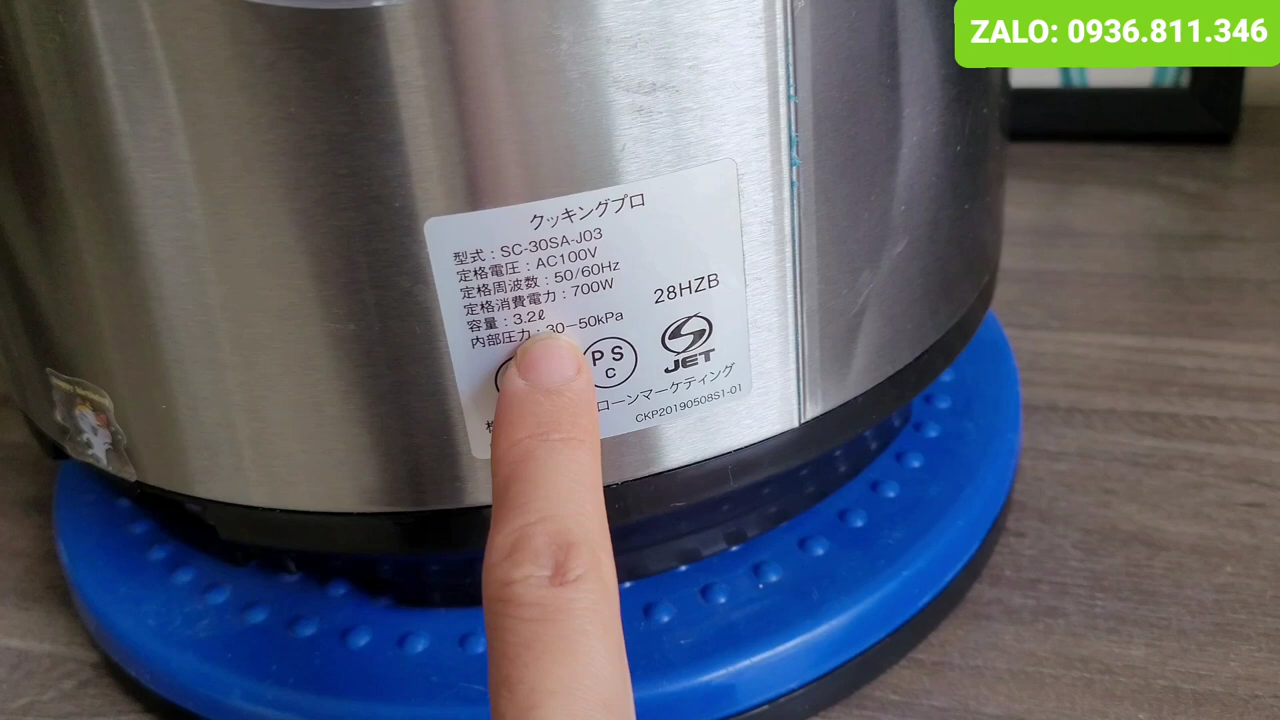 ZALO: 0936.811.346
クッキングプロ
型式 : SC-30SA-J03
定格電圧 : AC100V
定格周波数 : 50/60Hz
定格消費電力 : 700W
容量 : 3.2ℓ
内部圧力 : 30−50kPa
28HZB
PS
C
JET
ローンマーケティング
CKP20190508S1-01